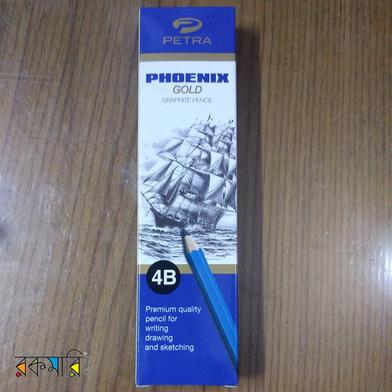 PETRA
PHOENIX
GOLD
GRAPHITE PENCIL
4B
Premium quality
pencil for
writing
drawing
and sketching
রকমারি